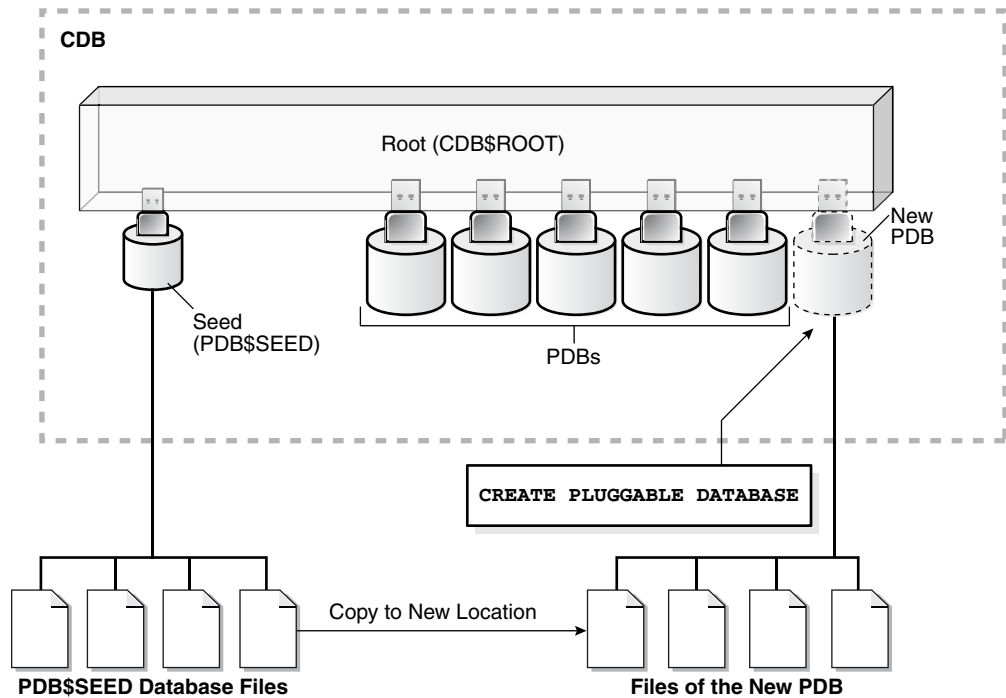 CDB
Root (CDB$ROOT)
New
PDB
Seed
(PDB$SEED)
PDBs
CREATE PLUGGABLE DATABASE
Copy to New Location
PDB$SEED Database Files
Files of the New PDB